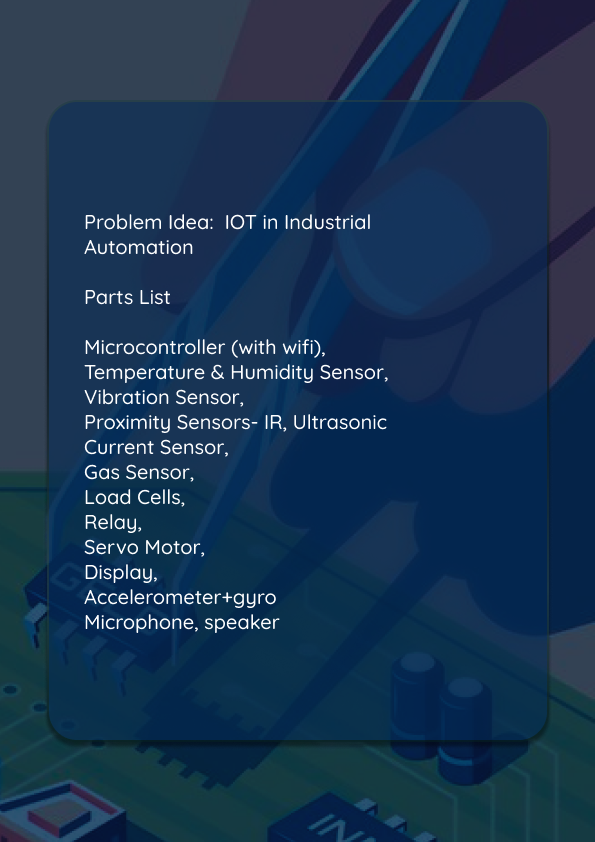 Problem Idea:  IOT in Industrial
Automation
Parts List
Microcontroller (with wifi),
Temperature & Humidity Sensor,
Vibration Sensor,
Proximity Sensors- IR, Ultrasonic
Current Sensor,
Gas Sensor,
Load Cells,
Relay,
Servo Motor,
Display,
Accelerometer+gyro
Microphone, speaker